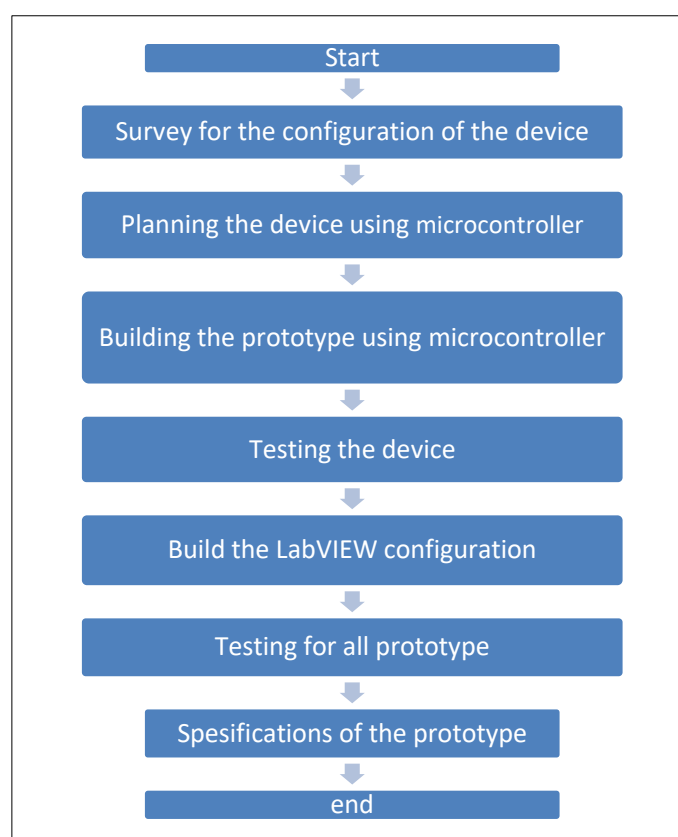 Start
Survey for the configuration of the device
Planning the device using microcontroller
Building the prototype using microcontroller
Testing the device
Build the LabVIEW configuration
Testing for all prototype
Spesifications of the prototype
end